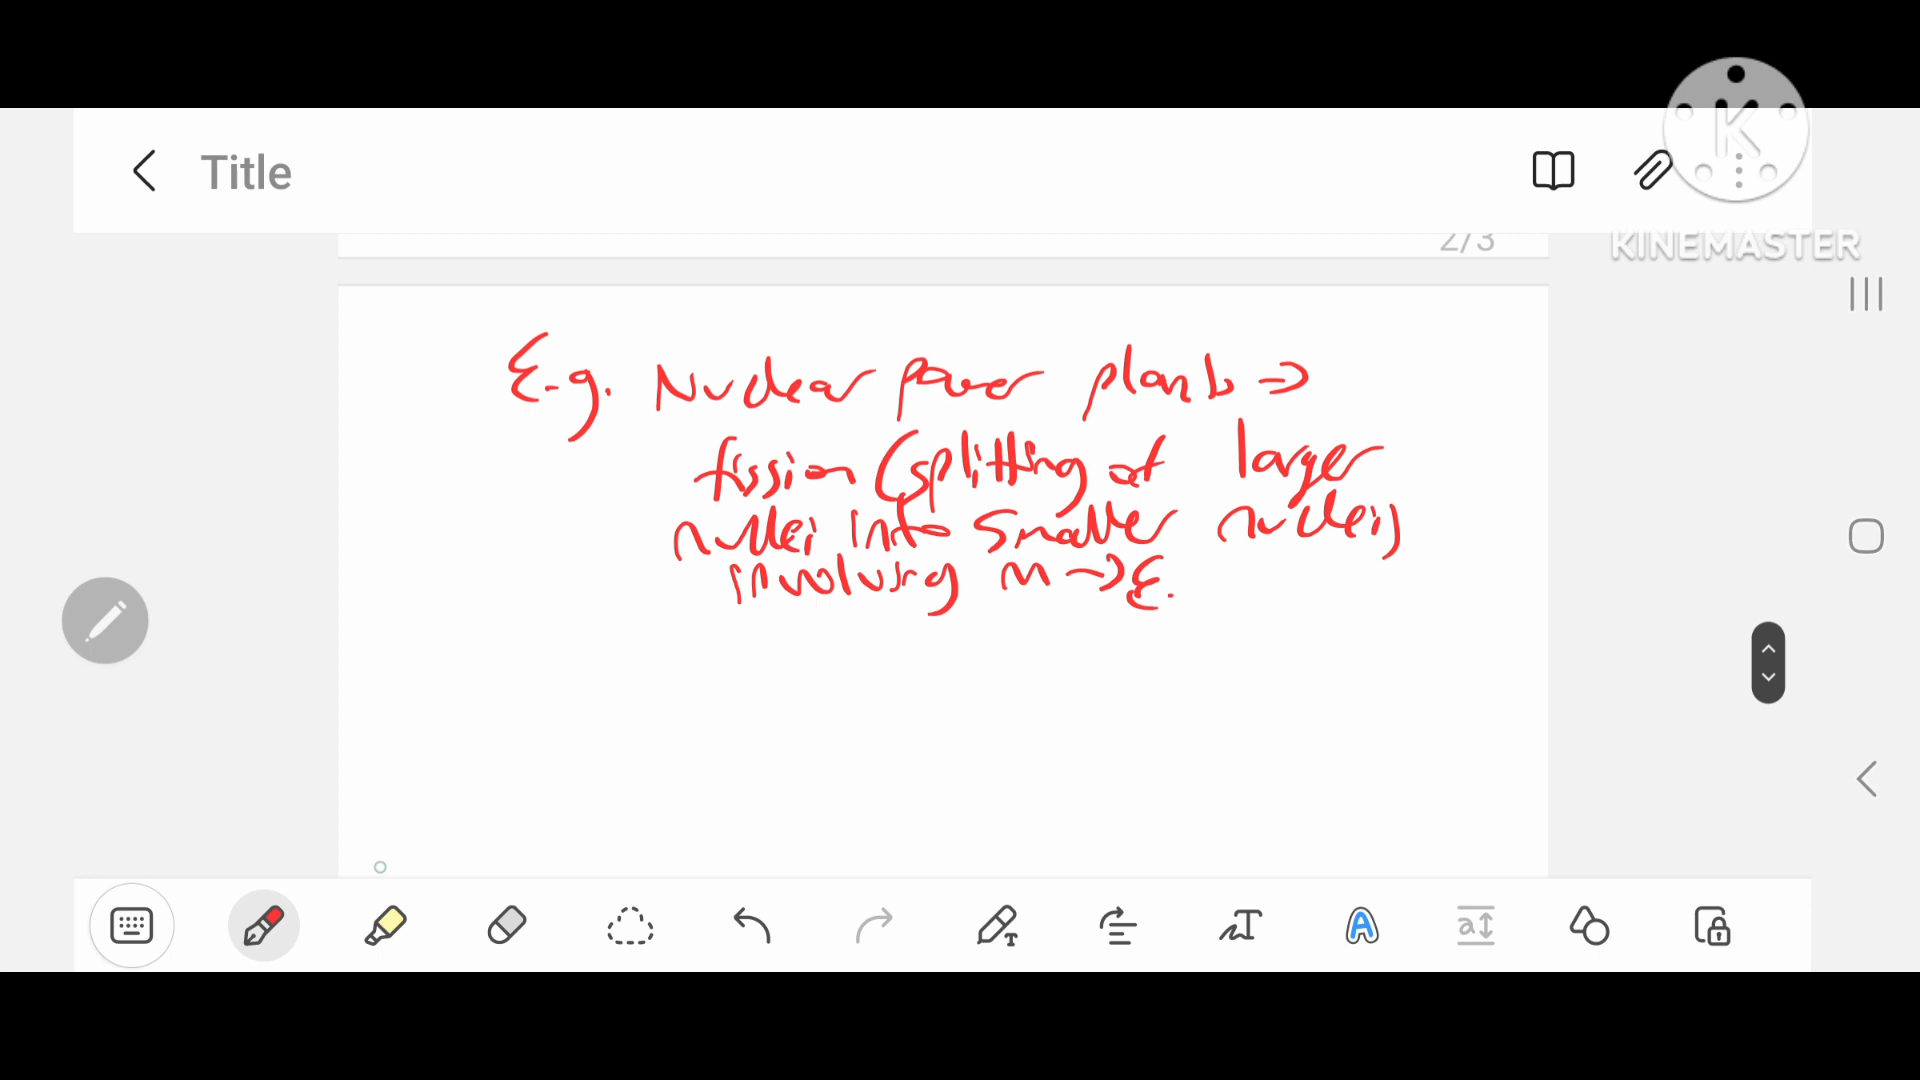 Title
2/3
KINEMASTER
E.g. Nuclear power plants →
fission (splitting of larger
nuclei into smaller nuclei)
involving m → E.